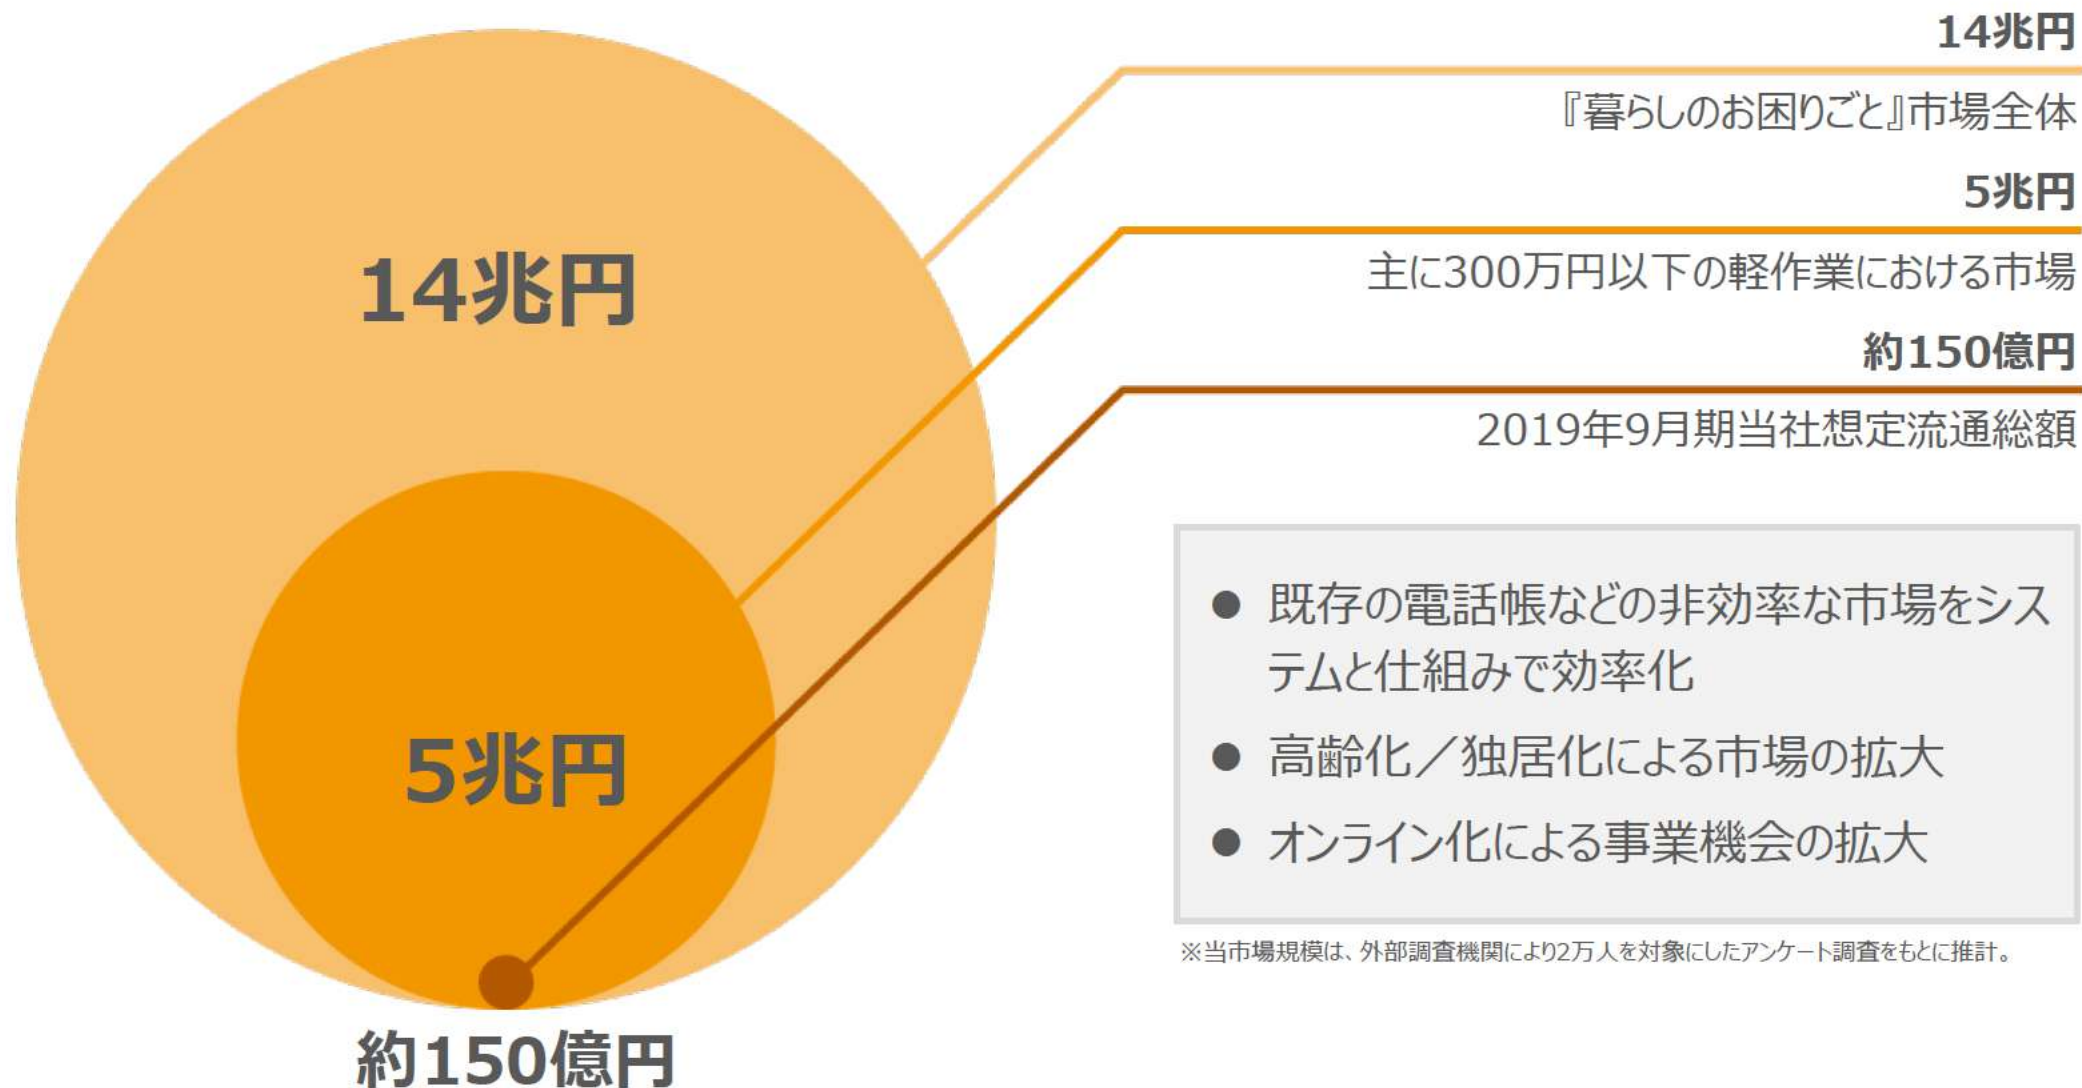 14兆円
5兆円
約150億円
14兆円
『暮らしのお困りごと』市場全体
5兆円
主に300万円以下の軽作業における市場
約150億円
2019年9月期当社想定流通総額
● 既存の電話帳などの非効率な市場をシス
テムと仕組みで効率化
● 高齢化／独居化による市場の拡大
● オンライン化による事業機会の拡大
※当市場規模は、外部調査機関により2万人を対象にしたアンケート調査をもとに推計。